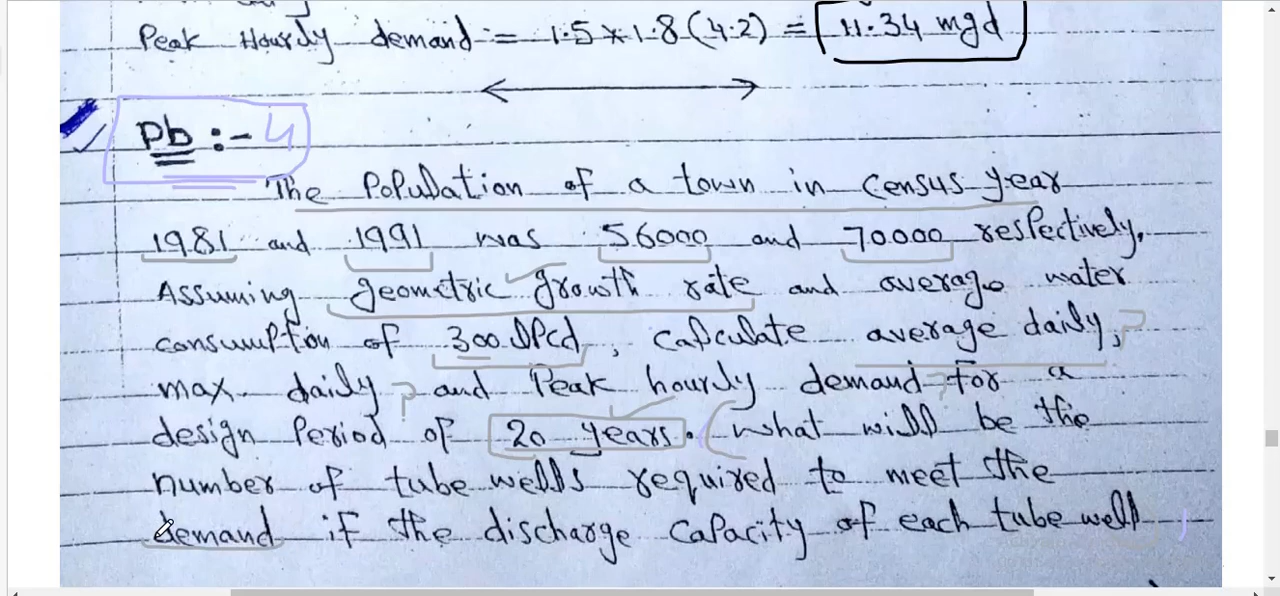 Peak Hourly demand := 1.5*1.8(4.2) = 11.34 mgd
Pb :- 4
The Population of a town in Census year
1981 and 1991 was 56000 and 70000 respectively.
Assuming geometric growth rate and average water
consumption of 300 lpcd, calculate average daily, ?
max. daily ? and Peak hourly demand ? for a
design Period of 20 years. (what will be the
number of tube wells required to meet the
demand if the discharge capacity of each tube well